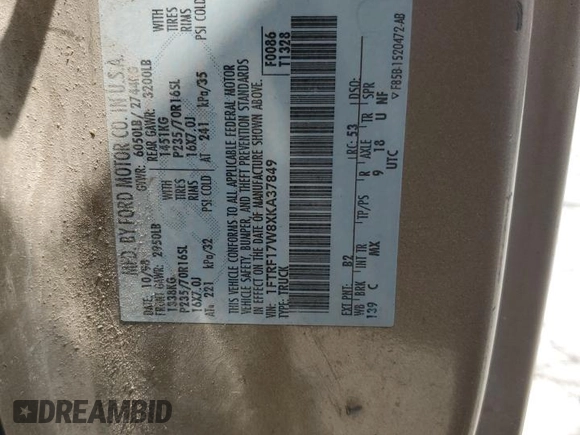 MFD. BY FORD MOTOR CO. IN U.S.A.
DATE: 10/98 GVWR: 6050LB/ 2744KG
FRONT GAWR: 2950LB REAR GAWR: 3200LB
1338KG WITH 1451KG WITH
P235/70R16SL TIRES P235/70R16SL TIRES
16X7.0J RIMS 16X7.0J RIMS
AT 221 kPa/32 PSI COLD AT 241 kPa/35 PSI COLD
THIS VEHICLE CONFORMS TO ALL APPLICABLE FEDERAL MOTOR
VEHICLE SAFETY, BUMPER, AND THEFT PREVENTION STANDARDS
IN EFFECT ON THE DATE OF MANUFACTURE SHOWN ABOVE.
VIN: 1FTRF17W8XKA37849 F0086
TYPE: TRUCK T1328
EXT PNT: B2 RC: 53 DSO:
WB BRK INT TR TP/PS R AXLE TR SPR
139 C MX 9 18 U NF
UTC
▽ F85B-1520472-AB
DREAMBID